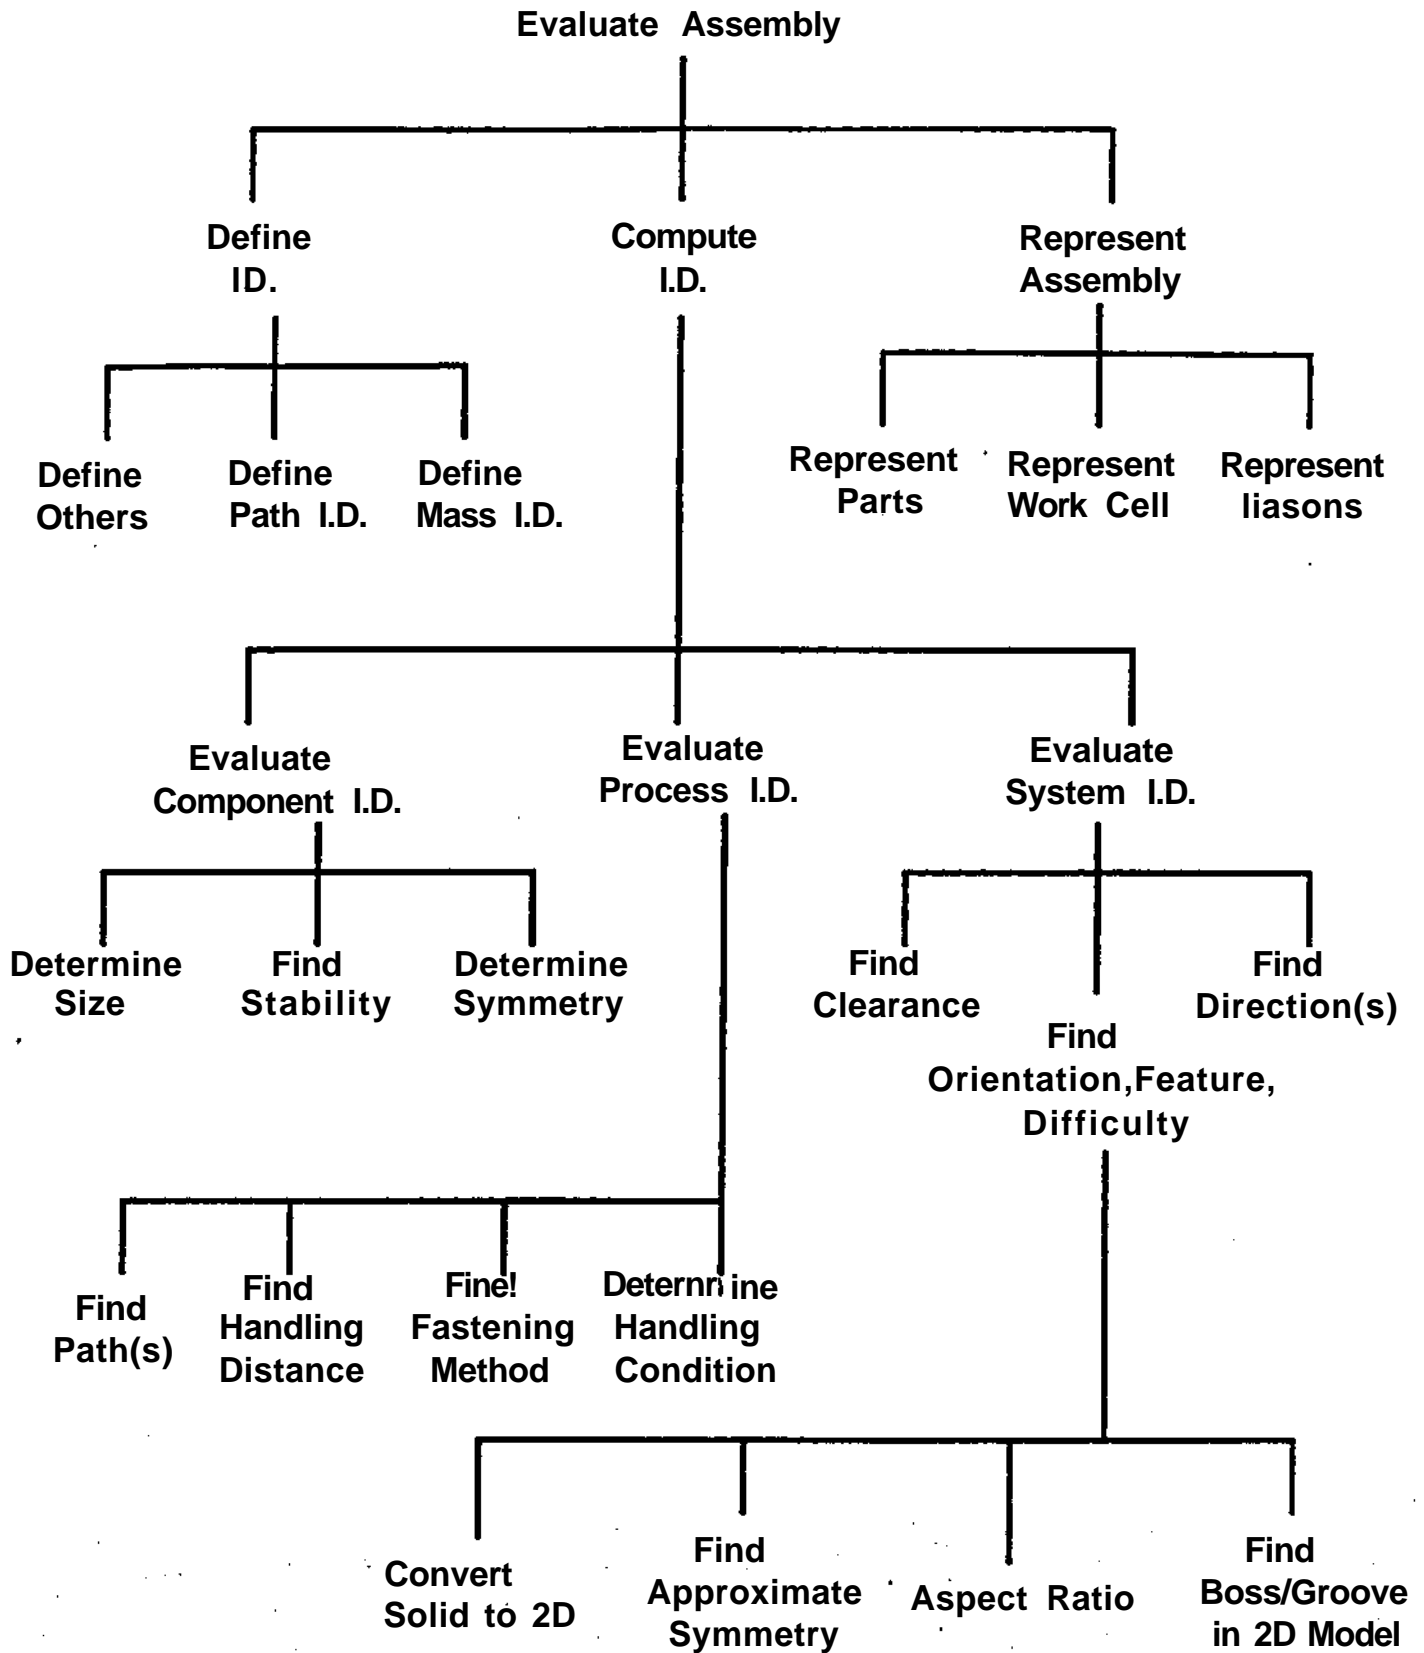 Evaluate Assembly
Define
ID.
Compute
I.D.
Represent
Assembly
Define
Others
Define
Path I.D.
Define
Mass I.D.
Represent
Parts
Represent
Work Cell
Represent
liasons
Evaluate
Component I.D.
Evaluate
Process I.D.
Evaluate
System I.D.
Determine
Size
Find
Stability
Determine
Symmetry
Find
Clearance
Find
Orientation,Feature,
Difficulty
Find
Direction(s)
Find
Path(s)
Find
Handling
Distance
Fine!
Fastening
Method
Deternr ine
Handling
Condition
Convert
Solid to 2D
Find
Approximate
Symmetry
Aspect Ratio
Find
Boss/Groove
in 2D Model